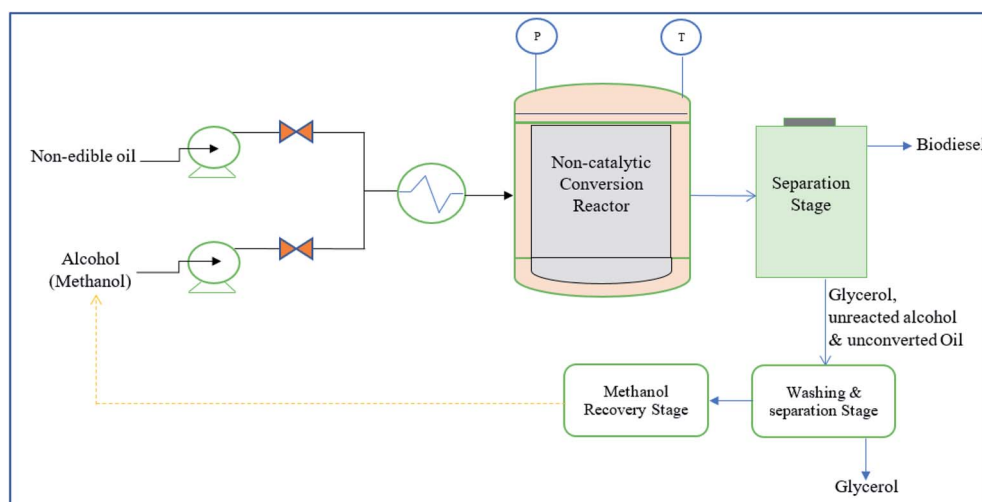 P
T
Non-edible oil
Alcohol
(Methanol)
Non-catalytic
Conversion
Reactor
Separation
Stage
Biodiesel
Glycerol,
unreacted alcohol
& unconverted Oil
Methanol
Recovery Stage
Washing &
separation Stage
Glycerol